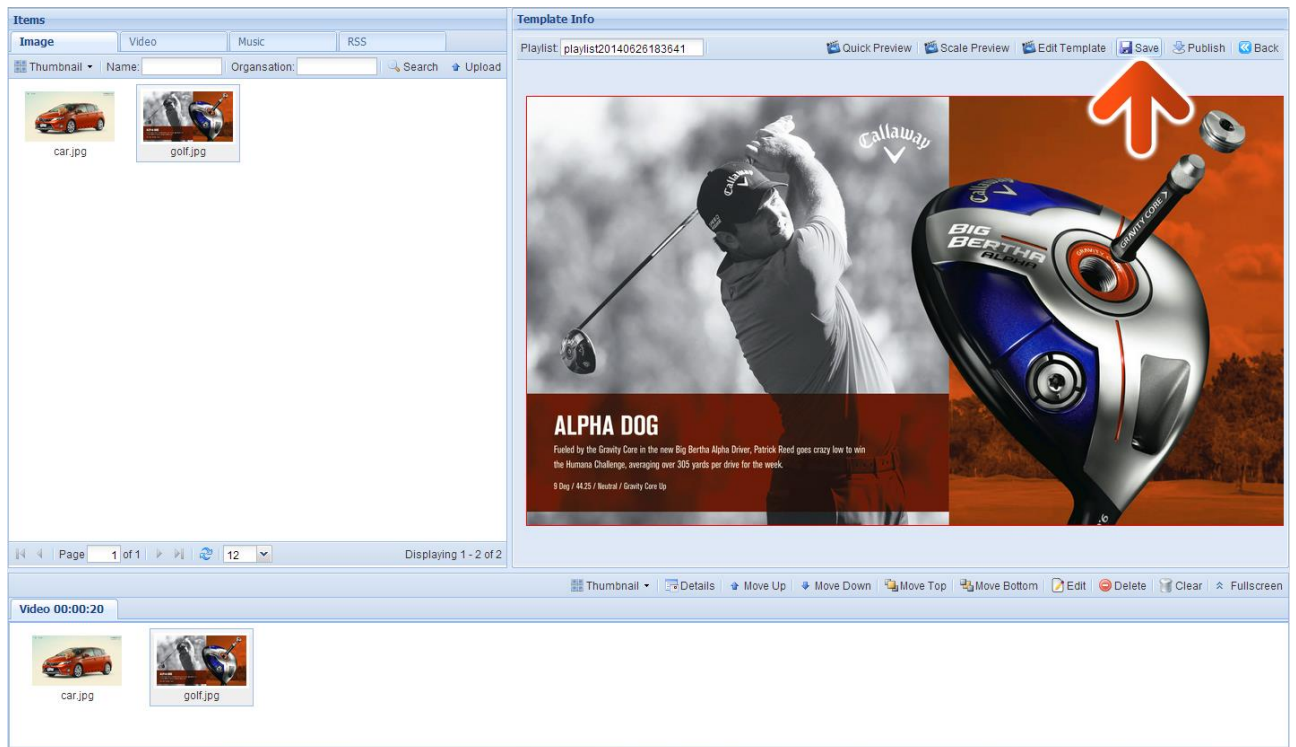 Items
Image Video Music RSS
Thumbnail Name: Organsation: Search Upload
car.jpg golf.jpg
Page 1 of 1 12 Displaying 1 - 2 of 2
Template Info
Playlist: playlist20140626183641 Quick Preview Scale Preview Edit Template Save Publish Back
Callaway
Callaway
Callaway
GRAVITY CORE >
BIG
BERTHA
ALPHA
ALPHA DOG
Fueled by the Gravity Core in the new Big Bertha Alpha Driver, Patrick Reed goes crazy low to win
the Humana Challenge, averaging over 305 yards per drive for the week.
9 Deg / 44.25 / Neutral / Gravity Core Up
Thumbnail Details Move Up Move Down Move Top Move Bottom Edit Delete Clear Fullscreen
Video 00:00:20
car.jpg golf.jpg